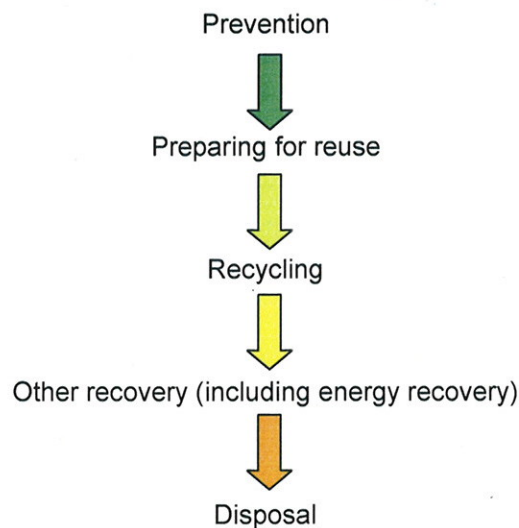 Prevention
Preparing for reuse
Recycling
Other recovery (including energy recovery)
Disposal